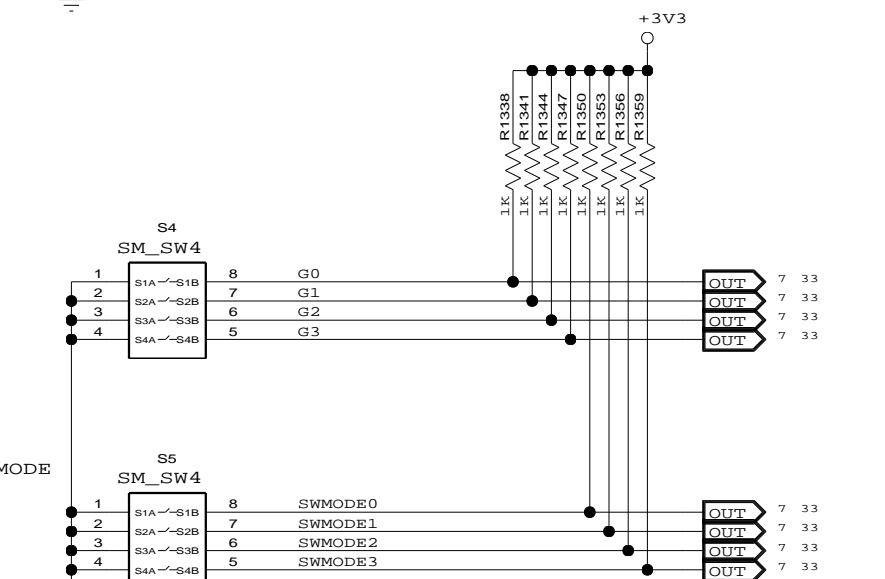 +3V3
R1338 R1341 R1344 R1347 R1350 R1353 R1356 R1359
1K 1K 1K 1K 1K 1K 1K 1K
S4
SM_SW4
1 S1A S1B 8 G0 OUT 7 33
2 S2A S2B 7 G1 OUT 7 33
3 S3A S3B 6 G2 OUT 7 33
4 S4A S4B 5 G3 OUT 7 33
S5
MODE
SM_SW4
1 S1A S1B 8 SWMODE0 OUT 7 33
2 S2A S2B 7 SWMODE1 OUT 7 33
3 S3A S3B 6 SWMODE2 OUT 7 33
4 S4A S4B 5 SWMODE3 OUT 7 33